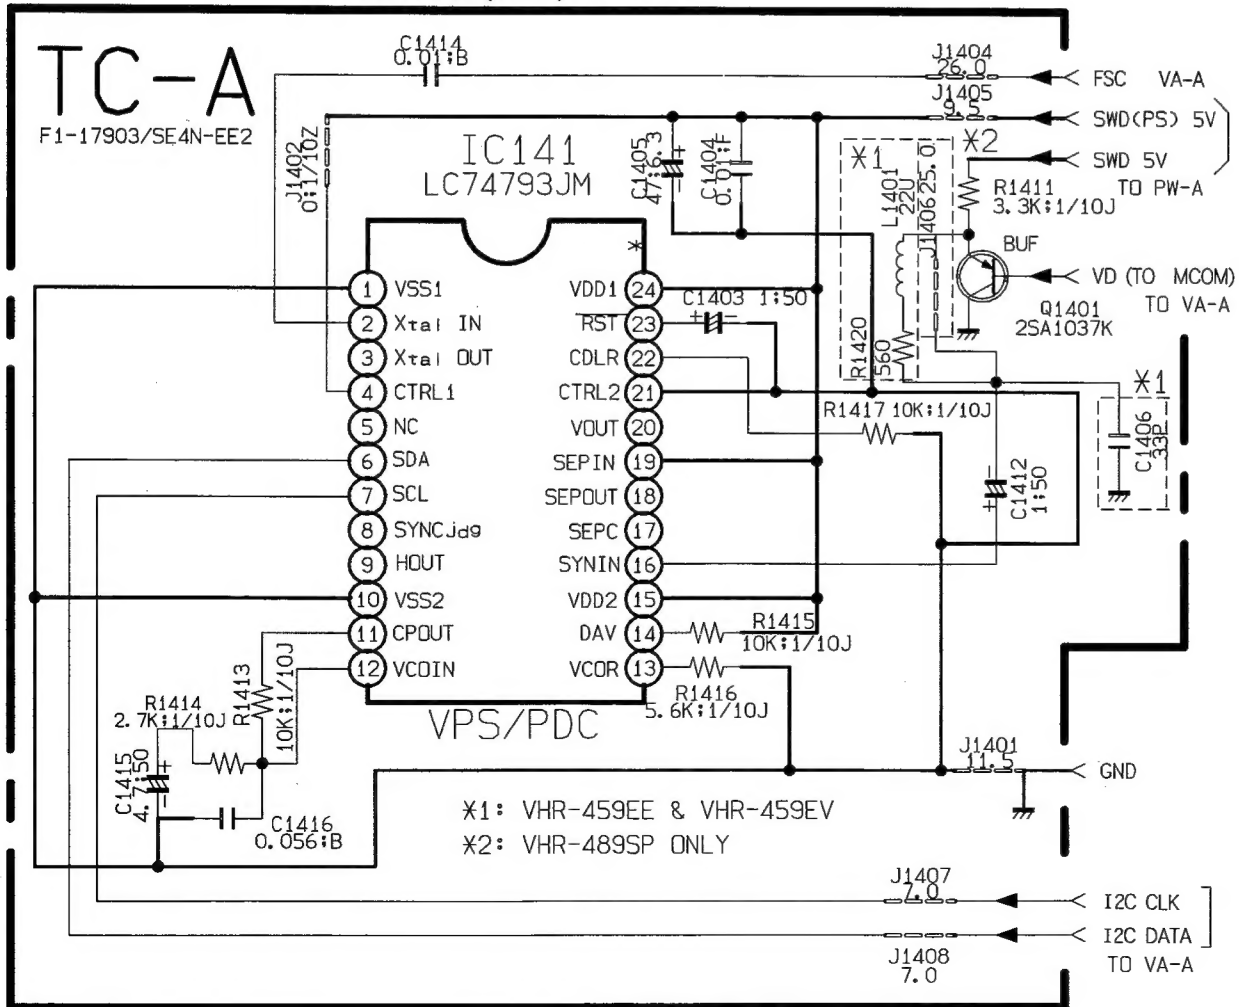 TC-A
F1-17903/SE4N-EE2
C1414
0.01:B
J1404
26.0
FSC VA-A
J1405
9.5
SWD(PS) 5V
J1402
0:1/10Z
IC141
LC74793JM
C1405
47:6.3
C1404
0.01:F
*1
*2
SWD 5V
TO PW-A
L1401
22U
J1406
25.0
R1411
3.3K:1/10J
BUF
VD (TO MCOM)
TO VA-A
Q1401
2SA1037K
*
1 VSS1
VDD1 24
C1403 1:50
2 Xtal IN
RST 23
3 Xtal OUT
CDLR 22
R1420
560
4 CTRL1
CTRL2 21
*1
R1417 10K:1/10J
5 NC
VOUT 20
C1406
33P
6 SDA
SEPIN 19
7 SCL
SEPOUT 18
C1412
1:50
8 SYNCJdg
SEPC 17
9 HOUT
SYNIN 16
10 VSS2
VDD2 15
11 CPOUT
DAV 14
R1415
10K:1/10J
12 VCOIN
VCOR 13
R1416
5.6K:1/10J
R1413
10K:1/10J
R1414
2.7K:1/10J
VPS/PDC
C1415
4.7:50
C1416
0.056:B
J1401
11.5
GND
*1: VHR-459EE & VHR-459EV
*2: VHR-489SP ONLY
J1407
7.0
I2C CLK
I2C DATA
J1408
7.0
TO VA-A